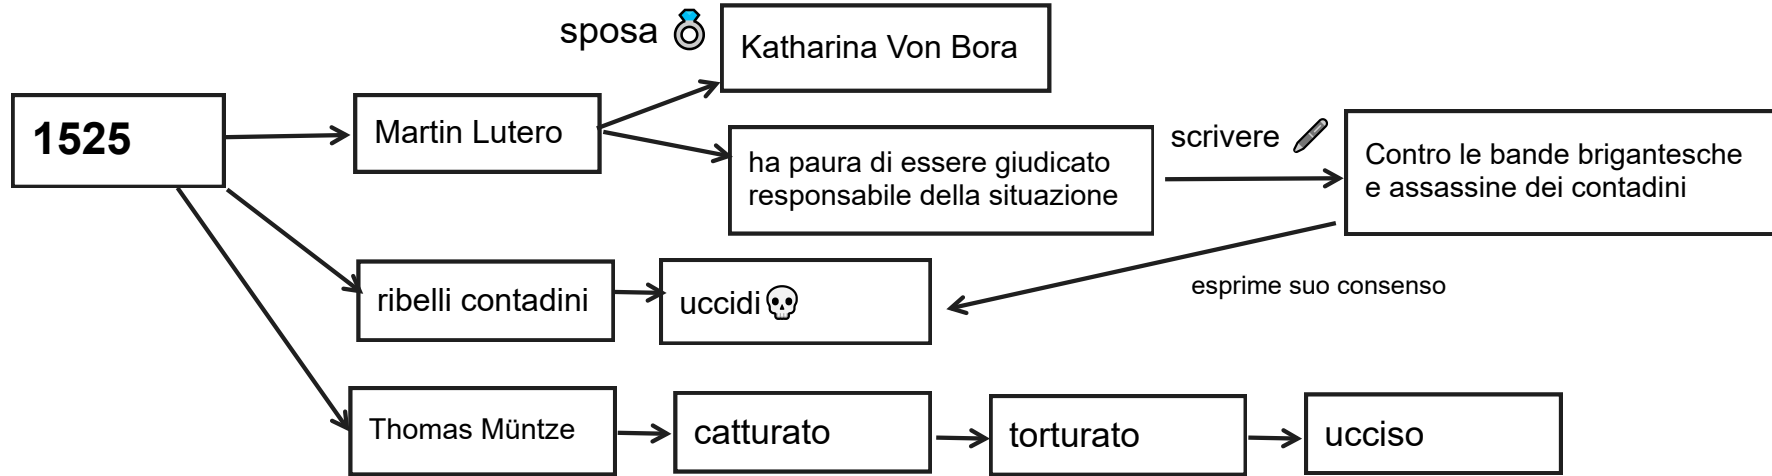 sposa
Katharina Von Bora
1525
Martin Lutero
ha paura di essere giudicato
responsabile della situazione
scrivere
Contro le bande brigantesche
e assassine dei contadini
esprime suo consenso
ribelli contadini
uccidi
Thomas Müntze
catturato
torturato
ucciso